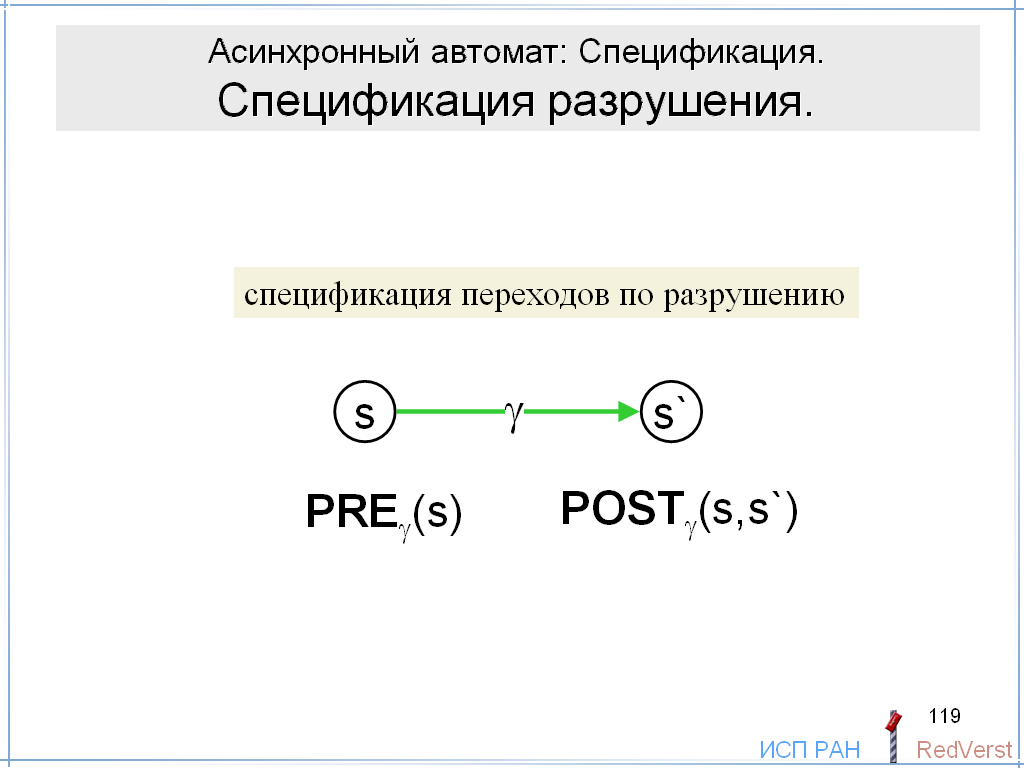 Асинхронный автомат: Спецификация.
Спецификация разрушения.
спецификация переходов по разрушению
s γ s`
PREγ(s) POSTγ(s,s`)
119
ИСП РАН RedVerst